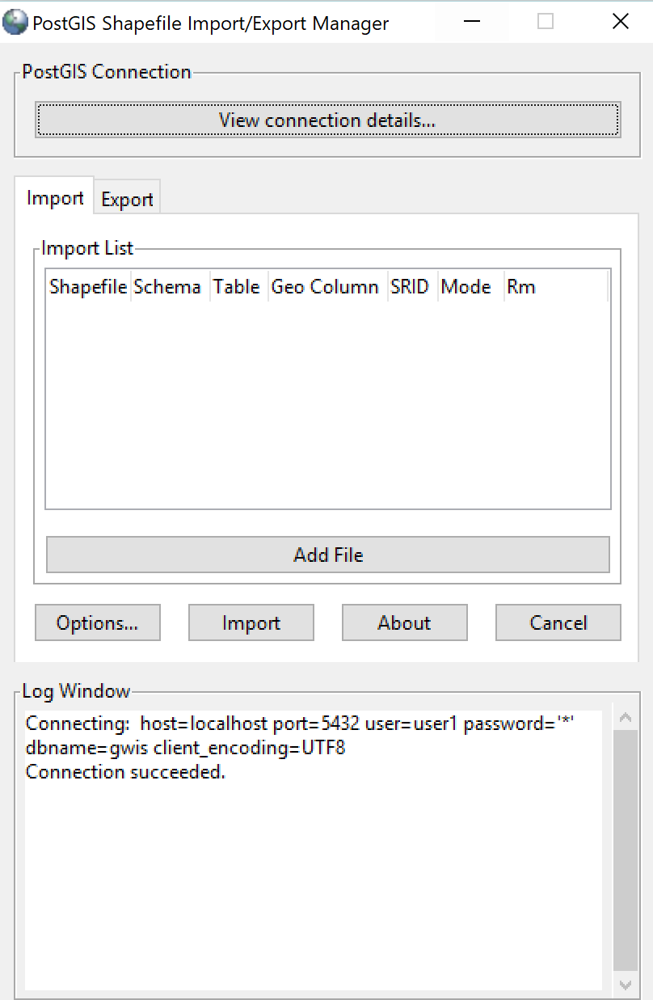 PostGIS Shapefile Import/Export Manager
PostGIS Connection
View connection details...
Import Export
Import List
Shapefile Schema Table Geo Column SRID Mode Rm
Add File
Options... Import About Cancel
Log Window
Connecting:  host=localhost port=5432 user=user1 password='*'
dbname=gwis client_encoding=UTF8
Connection succeeded.